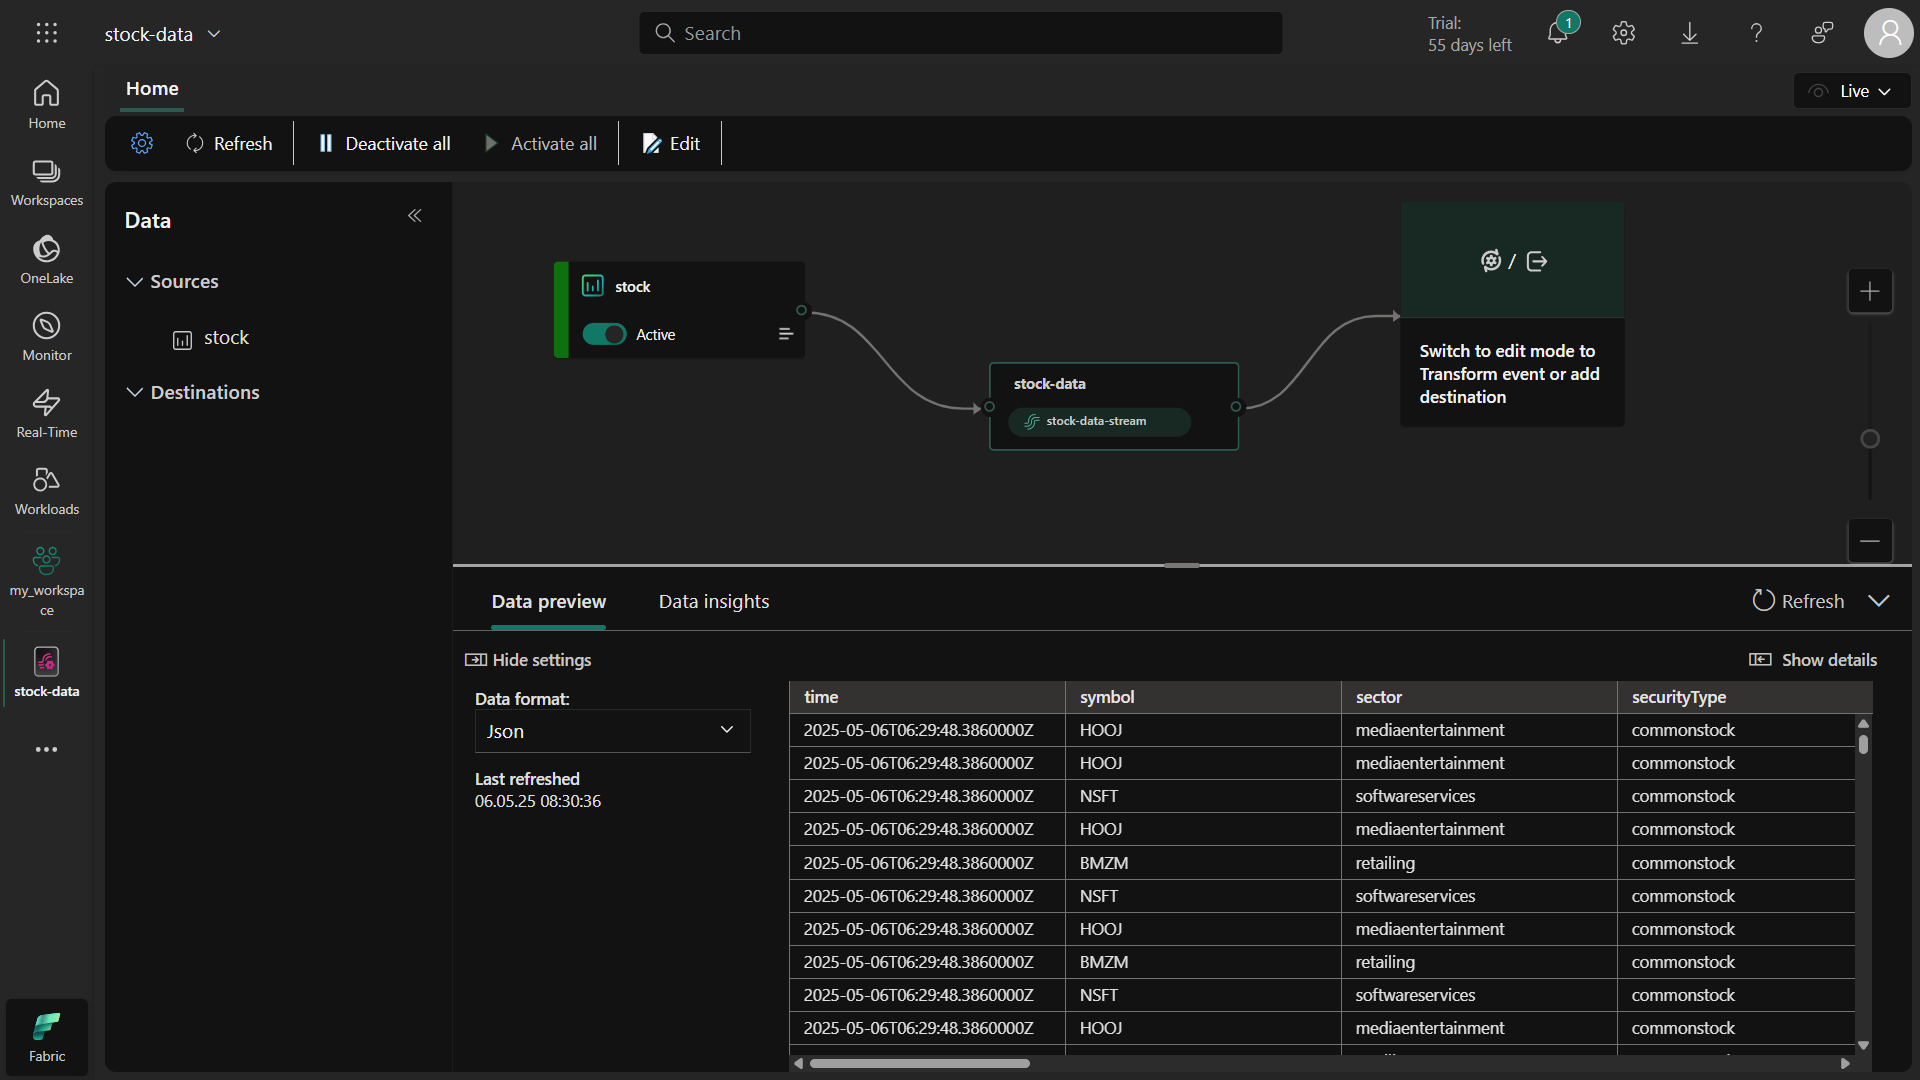 stock-data
Search
Trial:
55 days left
1
Home
Live
Refresh
Deactivate all
Activate all
Edit
Home
Workspaces
OneLake
Monitor
Real-Time
Workloads
my_workspa
ce
stock-data
Fabric
Data
Sources
stock
Destinations
stock
Active
stock-data
stock-data-stream
/
Switch to edit mode to
Transform event or add
destination
Data preview
Data insights
Refresh
Hide settings
Show details
Data format:
Json
Last refreshed
06.05.25 08:30:36
time symbol sector securityType
2025-05-06T06:29:48.3860000Z HOOJ mediaentertainment commonstock
2025-05-06T06:29:48.3860000Z HOOJ mediaentertainment commonstock
2025-05-06T06:29:48.3860000Z NSFT softwareservices commonstock
2025-05-06T06:29:48.3860000Z HOOJ mediaentertainment commonstock
2025-05-06T06:29:48.3860000Z BMZM retailing commonstock
2025-05-06T06:29:48.3860000Z NSFT softwareservices commonstock
2025-05-06T06:29:48.3860000Z HOOJ mediaentertainment commonstock
2025-05-06T06:29:48.3860000Z BMZM retailing commonstock
2025-05-06T06:29:48.3860000Z NSFT softwareservices commonstock
2025-05-06T06:29:48.3860000Z HOOJ mediaentertainment commonstock